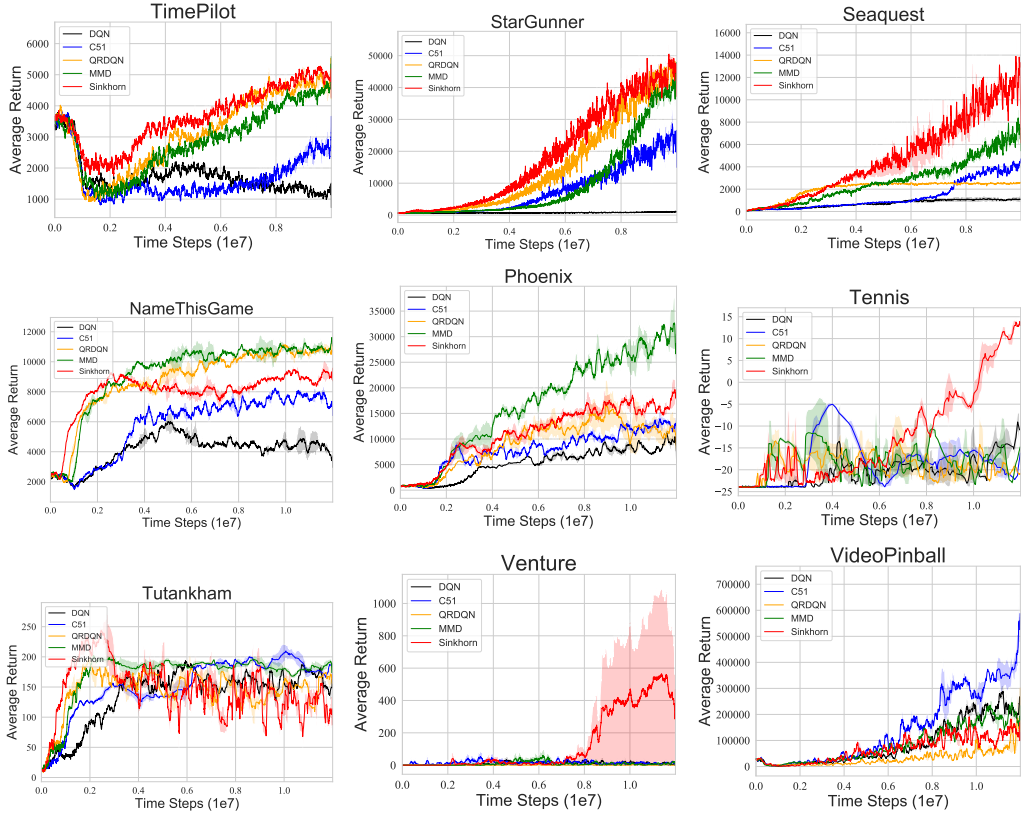 TimePilot
DQN
C51
QRDQN
MMD
Sinkhorn
6000
5000
4000
3000
2000
1000
Average Return
0.0 0.2 0.4 0.6 0.8
Time Steps (1e7)
StarGunner
DQN
C51
QRDQN
MMD
Sinkhorn
50000
40000
30000
20000
10000
0
Average Return
0.0 0.2 0.4 0.6 0.8
Time Steps (1e7)
Seaquest
DQN
C51
QRDQN
MMD
Sinkhorn
16000
14000
12000
10000
8000
6000
4000
2000
0
Average Return
0.0 0.2 0.4 0.6 0.8
Time Steps (1e7)
NameThisGame
DQN
C51
QRDQN
MMD
Sinkhorn
12000
10000
8000
6000
4000
2000
Average Return
0.0 0.2 0.4 0.6 0.8 1.0
Time Steps (1e7)
Phoenix
DQN
C51
QRDQN
MMD
Sinkhorn
35000
30000
25000
20000
15000
10000
5000
0
Average Return
0.0 0.2 0.4 0.6 0.8 1.0
Time Steps (1e7)
Tennis
DQN
C51
QRDQN
MMD
Sinkhorn
15
10
5
0
−5
−10
−15
−20
−25
Average Return
0.0 0.2 0.4 0.6 0.8 1.0
Time Steps (1e7)
Tutankham
DQN
C51
QRDQN
MMD
Sinkhorn
250
200
150
100
50
0
Average Return
0.0 0.2 0.4 0.6 0.8 1.0
Time Steps (1e7)
Venture
DQN
C51
QRDQN
MMD
Sinkhorn
1000
800
600
400
200
0
Average Return
0.0 0.2 0.4 0.6 0.8 1.0
Time Steps (1e7)
VideoPinball
DQN
C51
QRDQN
MMD
Sinkhorn
700000
600000
500000
400000
300000
200000
100000
0
Average Return
0.0 0.2 0.4 0.6 0.8 1.0
Time Steps (1e7)